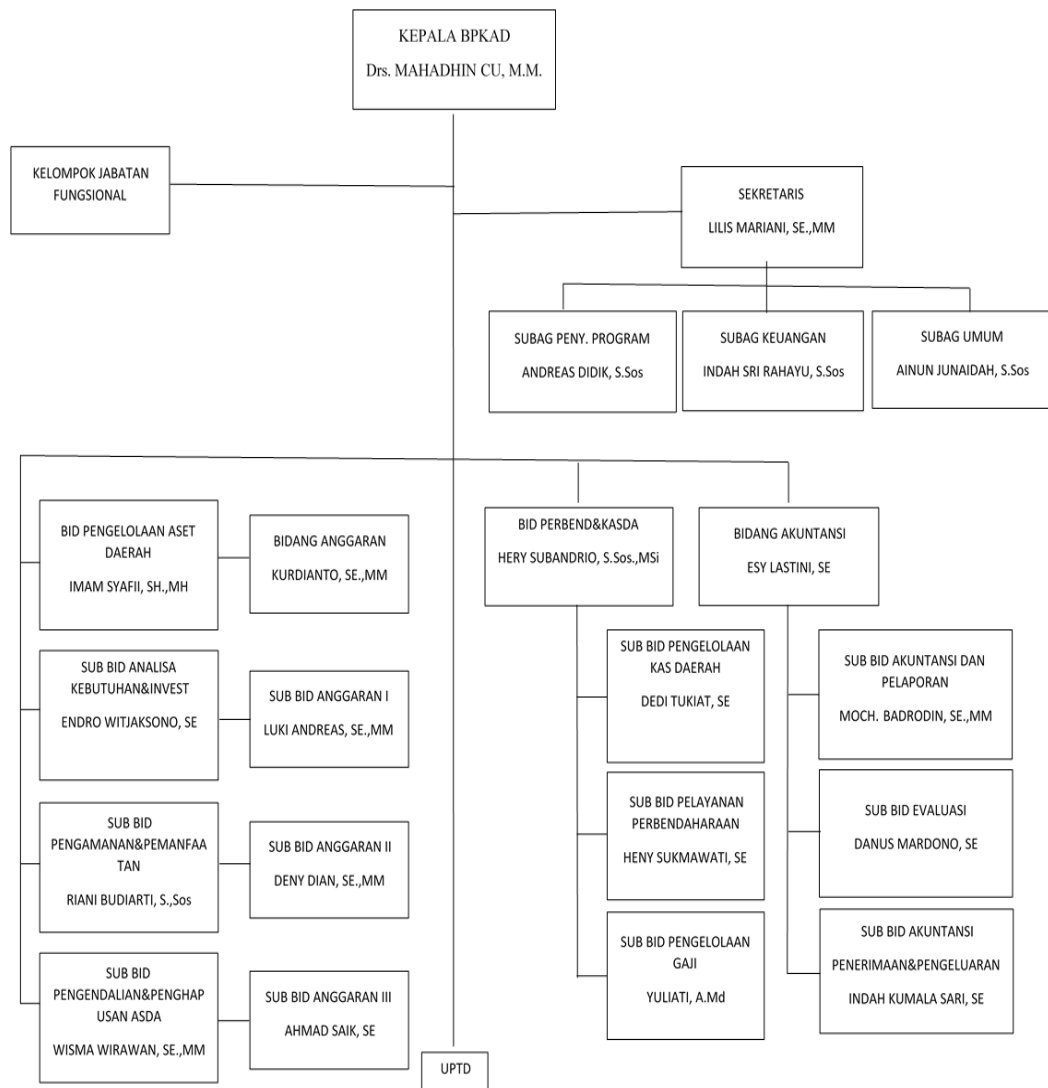 KEPALA BPKAD
Drs. MAHADHIN CU, M.M.
KELOMPOK JABATAN
FUNGSIONAL
SEKRETARIS
LILIS MARIANI, SE.,MM
SUBAG PENY. PROGRAM
ANDREAS DIDIK, S.Sos
SUBAG KEUANGAN
INDAH SRI RAHAYU, S.Sos
SUBAG UMUM
AINUN JUNAIDAH, S.Sos
BID PENGELOLAAN ASET
DAERAH
IMAM SYAFII, SH.,MH
BIDANG ANGGARAN
KURDIANTO, SE.,MM
BID PERBEND&KASDA
HERY SUBANDRIO, S.Sos.,MSi
BIDANG AKUNTANSI
ESY LASTINI, SE
SUB BID ANALISA
KEBUTUHAN&INVEST
ENDRO WITJAKSONO, SE
SUB BID ANGGARAN I
LUKI ANDREAS, SE.,MM
SUB BID PENGELOLAAN
KAS DAERAH
DEDI TUKIAT, SE
SUB BID AKUNTANSI DAN
PELAPORAN
MOCH. BADRODIN, SE.,MM
SUB BID
PENGAMANAN&PEMANFAA
TAN
RIANI BUDIARTI, S.,Sos
SUB BID ANGGARAN II
DENY DIAN, SE.,MM
SUB BID PELAYANAN
PERBENDAHARAAN
HENY SUKMAWATI, SE
SUB BID EVALUASI
DANUS MARDONO, SE
SUB BID
PENGENDALIAN&PENGHAP
USAN ASDA
WISMA WIRAWAN, SE.,MM
SUB BID ANGGARAN III
AHMAD SAIK, SE
SUB BID PENGELOLAAN
GAJI
YULIATI, A.Md
SUB BID AKUNTANSI
PENERIMAAN&PENGELUARAN
INDAH KUMALA SARI, SE
UPTD